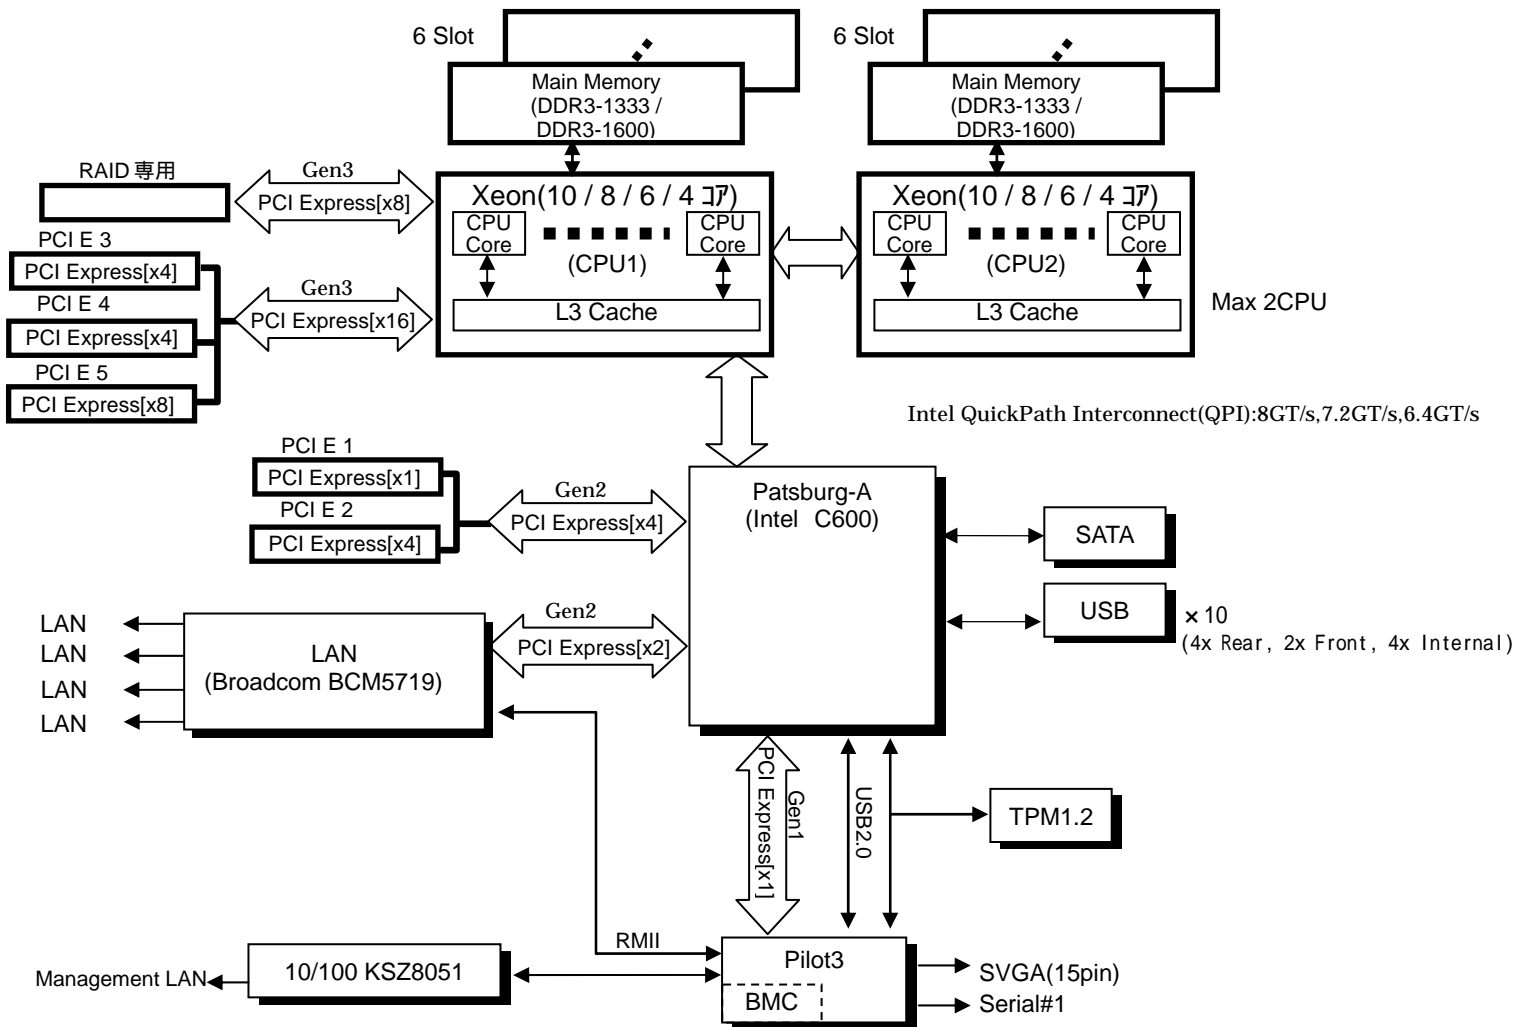 6 Slot
6 Slot
Main Memory
(DDR3-1333 /
DDR3-1600)
Main Memory
(DDR3-1333 /
DDR3-1600)
RAID 専用
Gen3
PCI Express[x8]
Xeon(10 / 8 / 6 / 4 ｺｱ)
CPU
Core
CPU
Core
(CPU1)
L3 Cache
Xeon(10 / 8 / 6 / 4 ｺｱ)
CPU
Core
CPU
Core
(CPU2)
L3 Cache
Max 2CPU
PCI E 3
PCI Express[x4]
PCI E 4
PCI Express[x4]
PCI E 5
PCI Express[x8]
Gen3
PCI Express[x16]
Intel QuickPath Interconnect(QPI):8GT/s,7.2GT/s,6.4GT/s
PCI E 1
PCI Express[x1]
PCI E 2
PCI Express[x4]
Gen2
PCI Express[x4]
Patsburg-A
(Intel C600)
SATA
USB
×10
(4x Rear, 2x Front, 4x Internal)
LAN
LAN
LAN
LAN
LAN
(Broadcom BCM5719)
Gen2
PCI Express[x2]
Gen1
PCI Express[x1]
USB2.0
TPM1.2
RMII
Management LAN
10/100 KSZ8051
Pilot3
BMC
SVGA(15pin)
Serial#1